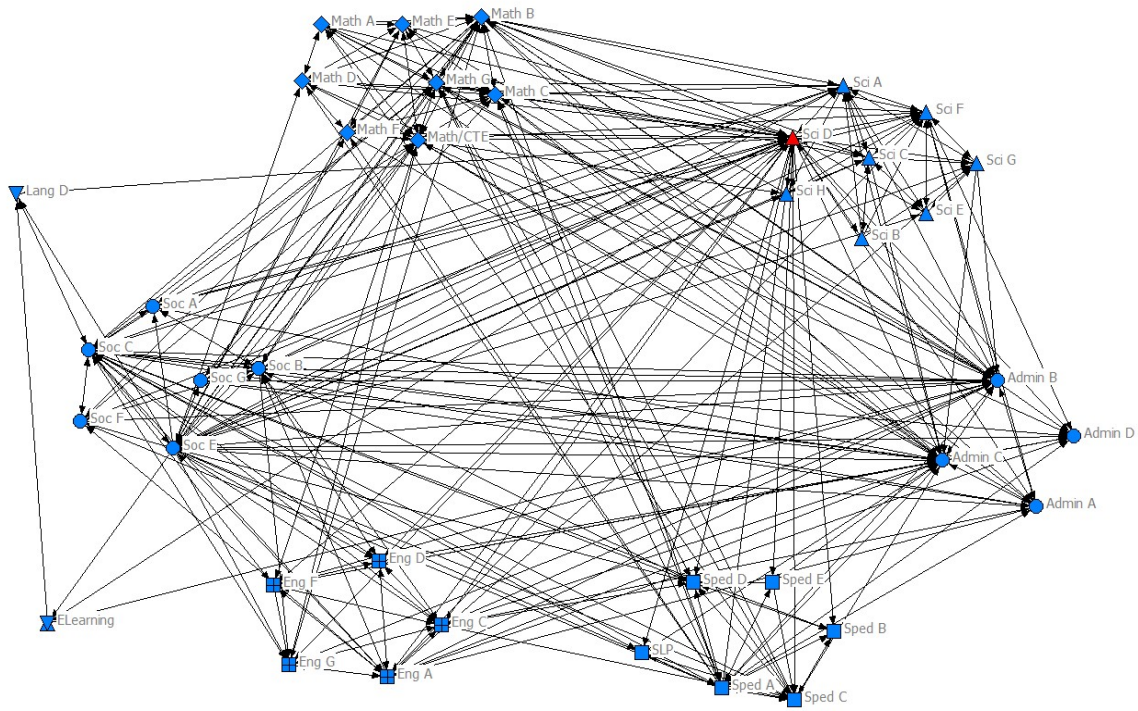 Math A
Math E
Math B
Math D
Math G
Math C
Math F
Math/CTE
Sci A
Sci F
Sci D
Sci C
Sci G
Sci H
Sci E
Sci B
Lang D
Soc A
Soc C
Soc B
Soc G
Soc F
Soc E
Admin B
Admin D
Admin C
Admin A
Eng D
Eng F
Eng C
Eng G
Eng A
ELearning
Sped D
Sped E
Sped B
SLP
Sped A
Sped C